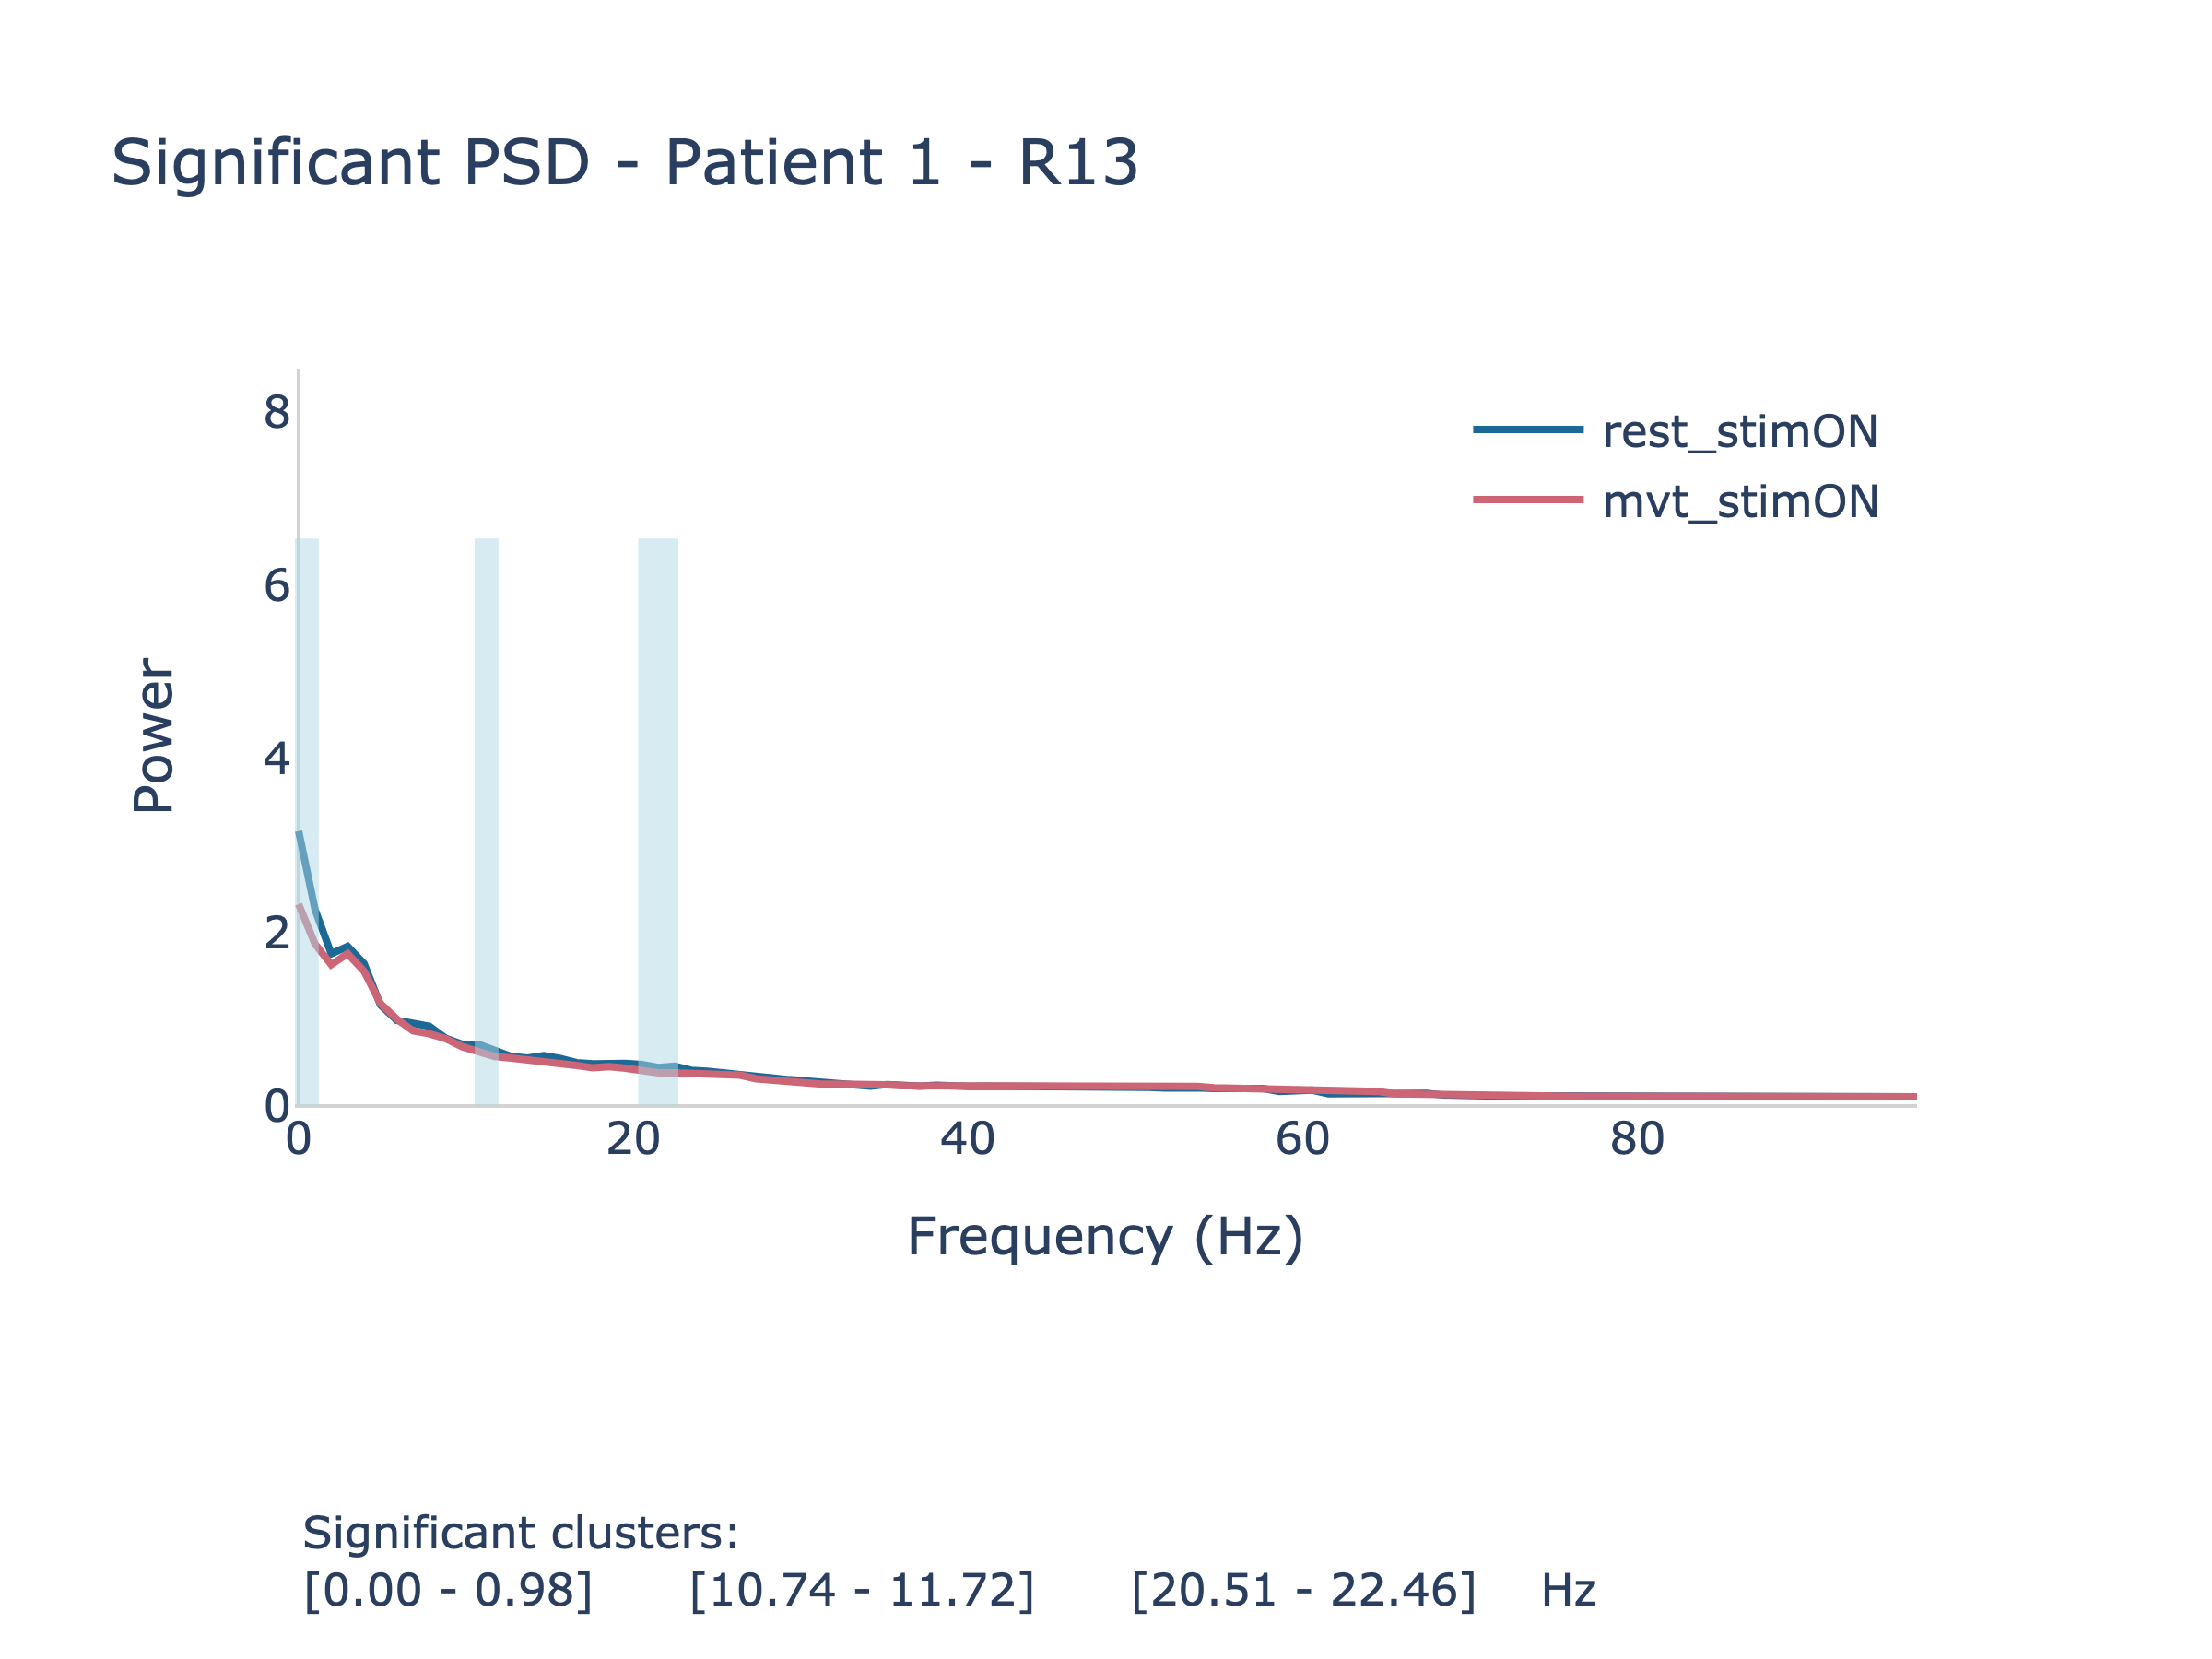 Significant PSD - Patient 1 - R13
8
6
4
2
0
Power
rest_stimON
mvt_stimON
0 20 40 60 80
Frequency (Hz)
Significant clusters:
[0.00 - 0.98] [10.74 - 11.72] [20.51 - 22.46] Hz